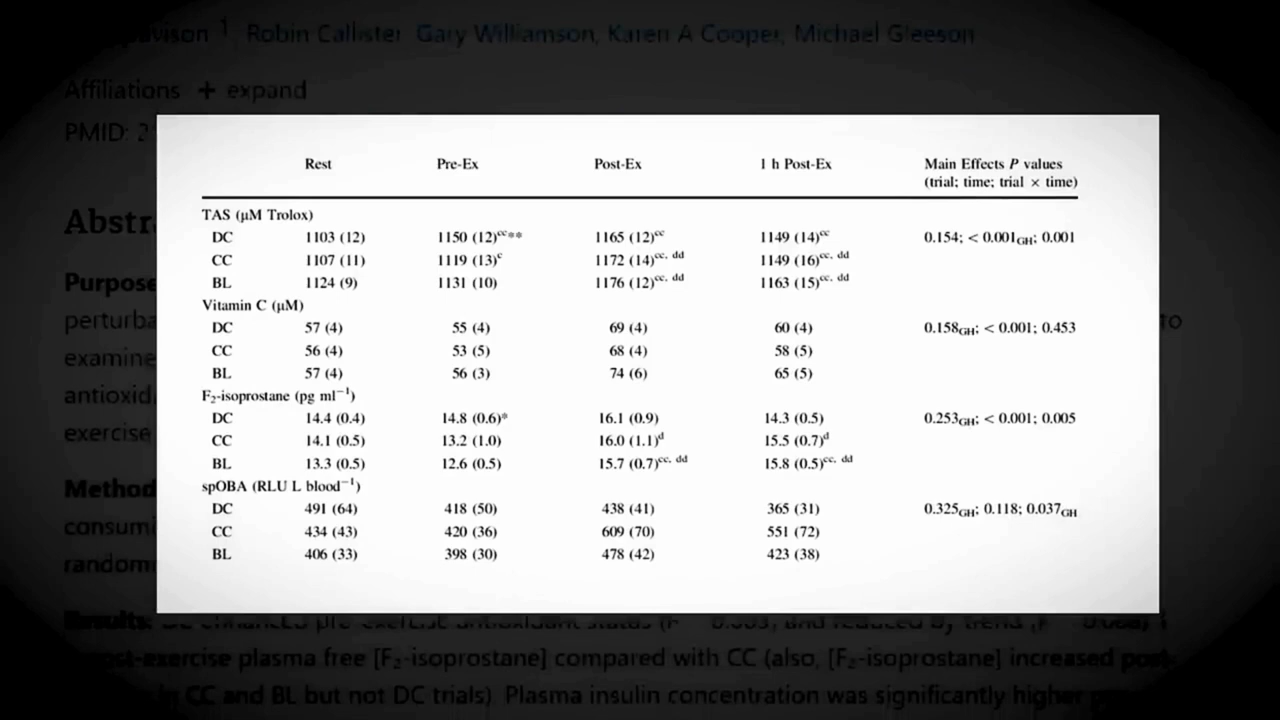 avison 1, Robin Callister, Gary Williamson, Karen A Cooper, Michael Gleeson
Affiliations + expand
PMID: 2
Rest Pre-Ex Post-Ex 1 h Post-Ex Main Effects P values
(trial; time; trial × time)
TAS (μM Trolox)
DC 1103 (12) 1150 (12)cc** 1165 (12)cc 1149 (14)cc 0.154; < 0.001GH; 0.001
CC 1107 (11) 1119 (13)c 1172 (14)cc, dd 1149 (16)cc, dd
BL 1124 (9) 1131 (10) 1176 (12)cc, dd 1163 (15)cc, dd
Vitamin C (μM)
DC 57 (4) 55 (4) 69 (4) 60 (4) 0.158GH; < 0.001; 0.453
CC 56 (4) 53 (5) 68 (4) 58 (5)
BL 57 (4) 56 (3) 74 (6) 65 (5)
F2-isoprostane (pg ml−1)
DC 14.4 (0.4) 14.8 (0.6)* 16.1 (0.9) 14.3 (0.5) 0.253GH; < 0.001; 0.005
CC 14.1 (0.5) 13.2 (1.0) 16.0 (1.1)d 15.5 (0.7)d
BL 13.3 (0.5) 12.6 (0.5) 15.7 (0.7)cc, dd 15.8 (0.5)cc, dd
spOBA (RLU L blood−1)
DC 491 (64) 418 (50) 438 (41) 365 (31) 0.325GH; 0.118; 0.037GH
CC 434 (43) 420 (36) 609 (70) 551 (72)
BL 406 (33) 398 (30) 478 (42) 423 (38)
Abstr
Purpose
perturba to
examine
antioxid
exercise
Method
consumi
random
Results: DC enhanced pre-exercise antioxidant status (P
post-exercise plasma free [F2-isoprostane] compared with CC (also, [F2-isoprostane] increased post-
in CC and BL but not DC trials). Plasma insulin concentration was significantly higher